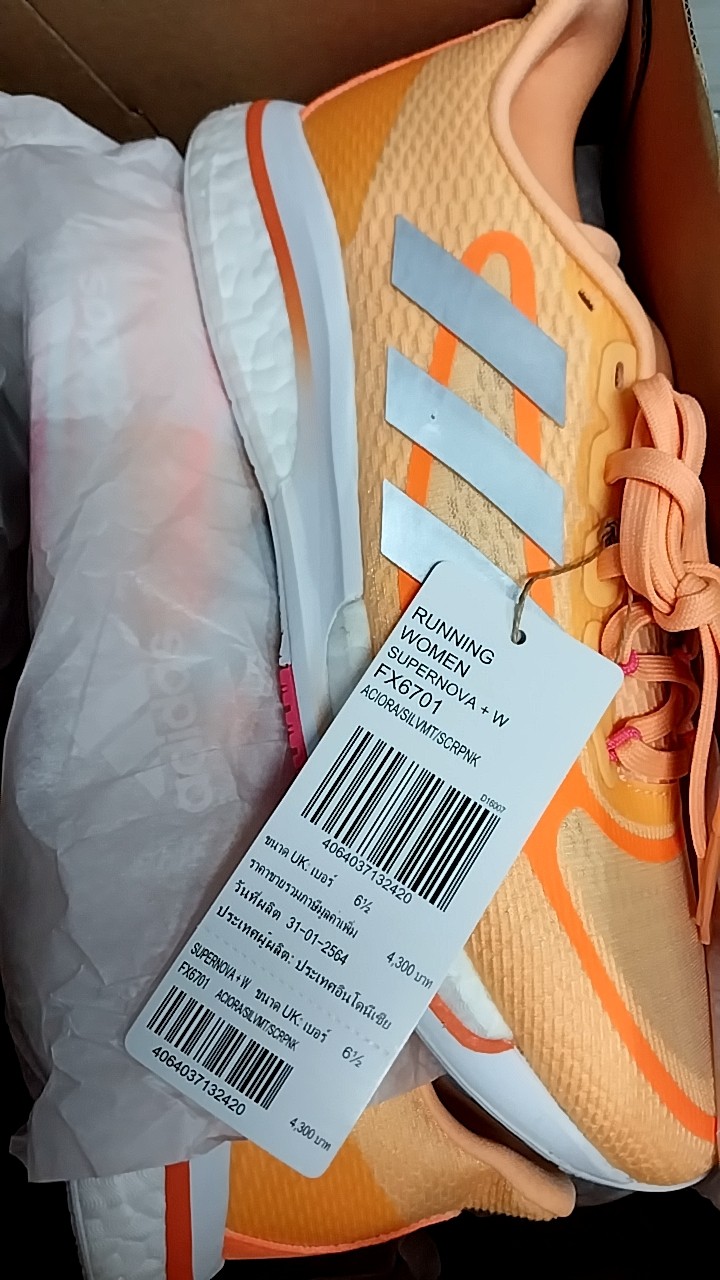 RUNNING
WOMEN
SUPERNOVA + W
FX6701
ACIORA/SILVMT/SCRPNK
D16007
4064037132420
ขนาด UK: เบอร์ 6½
ราคาขายรวมภาษีมูลค่าเพิ่ม 4,300 บาท
วันที่ผลิต 31-01-2564
ประเทศผู้ผลิต: ประเทศอินโดนีเซีย
SUPERNOVA + W ขนาด UK: เบอร์ 6½
FX6701 ACIORA/SILVMT/SCRPNK
4064037132420
4,300 บาท
adidas